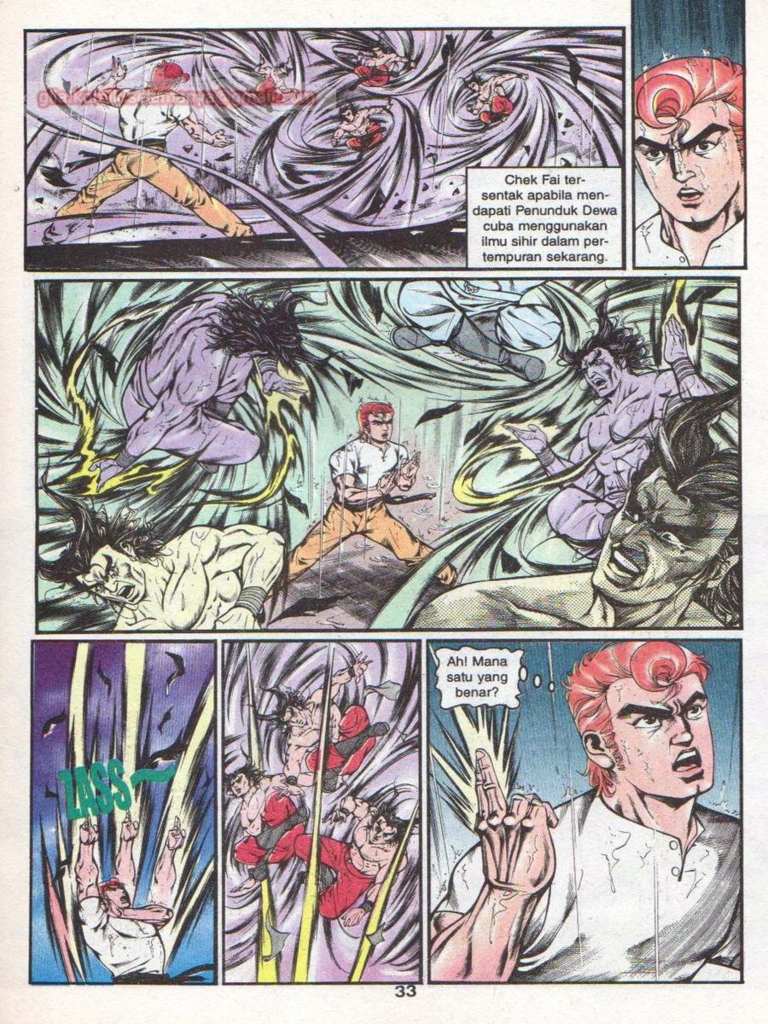 Chek Fai ter-
sentak apabila men-
dapati Penunduk Dewa
cuba menggunakan
ilmu sihir dalam per-
tempuran sekarang.
ZASS~
Ah! Mana
satu yang
benar?
33